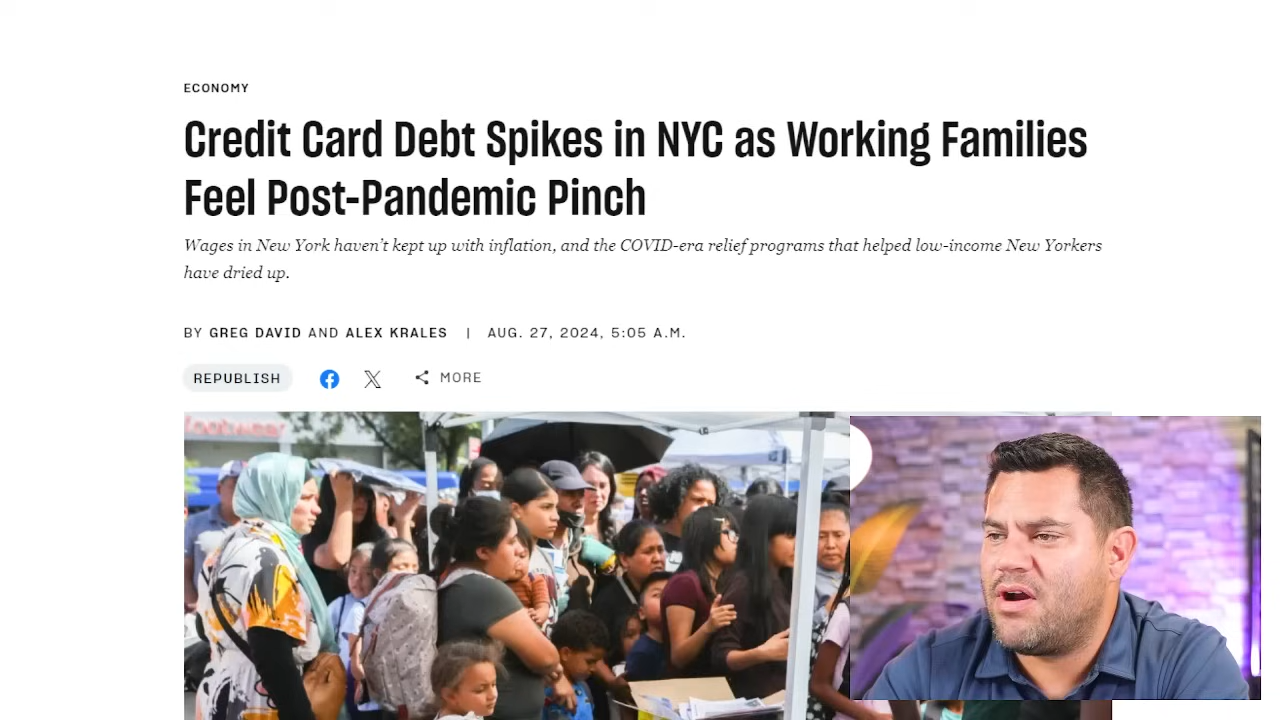 ECONOMY
Credit Card Debt Spikes in NYC as Working Families
Feel Post-Pandemic Pinch
Wages in New York haven't kept up with inflation, and the COVID-era relief programs that helped low-income New Yorkers
have dried up.
BY GREG DAVID AND ALEX KRALES | AUG. 27, 2024, 5:05 A.M.
REPUBLISH MORE
footwear